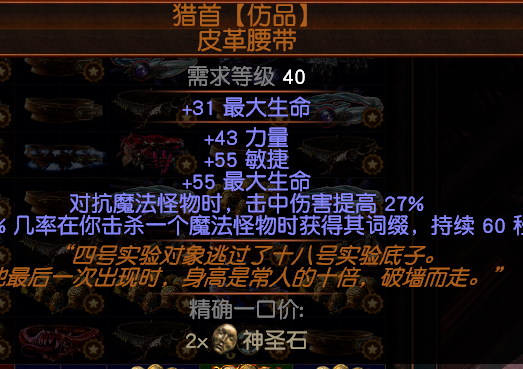 猎首【仿品】
皮革腰带
需求等级 40
+31 最大生命
+43 力量
+55 敏捷
+55 最大生命
对抗魔法怪物时，击中伤害提高 27%
% 几率在你击杀一个魔法怪物时获得其词缀，持续 60
“四号实验对象逃过了十八号实验底子。
最后一次出现时，身高是常人的十倍，破墙而走。”
精确一口价:
2x 神圣石